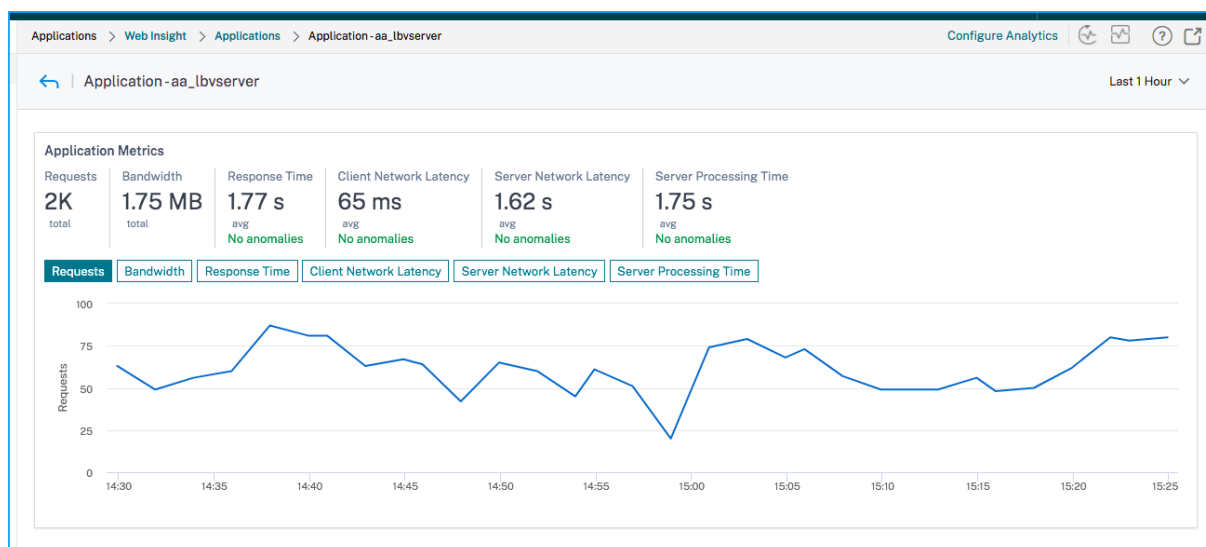 Applications > Web Insight > Applications > Application - aa_lbvserver
Configure Analytics
Application - aa_lbvserver
Last 1 Hour
Application Metrics
Requests
2K
total
Bandwidth
1.75 MB
total
Response Time
1.77 s
avg
No anomalies
Client Network Latency
65 ms
avg
No anomalies
Server Network Latency
1.62 s
avg
No anomalies
Server Processing Time
1.75 s
avg
No anomalies
Requests Bandwidth Response Time Client Network Latency Server Network Latency Server Processing Time
Requests
100
75
50
25
0
14:30 14:35 14:40 14:45 14:50 14:55 15:00 15:05 15:10 15:15 15:20 15:25